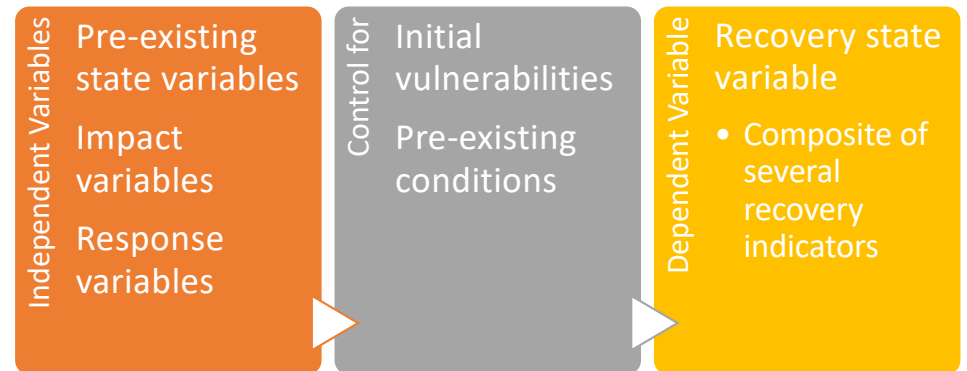 Independent Variables
Pre-existing
state variables
Impact
variables
Response
variables
Control for
Initial
vulnerabilities
Pre-existing
conditions
Dependent Variable
Recovery state
variable
• Composite of
several
recovery
indicators